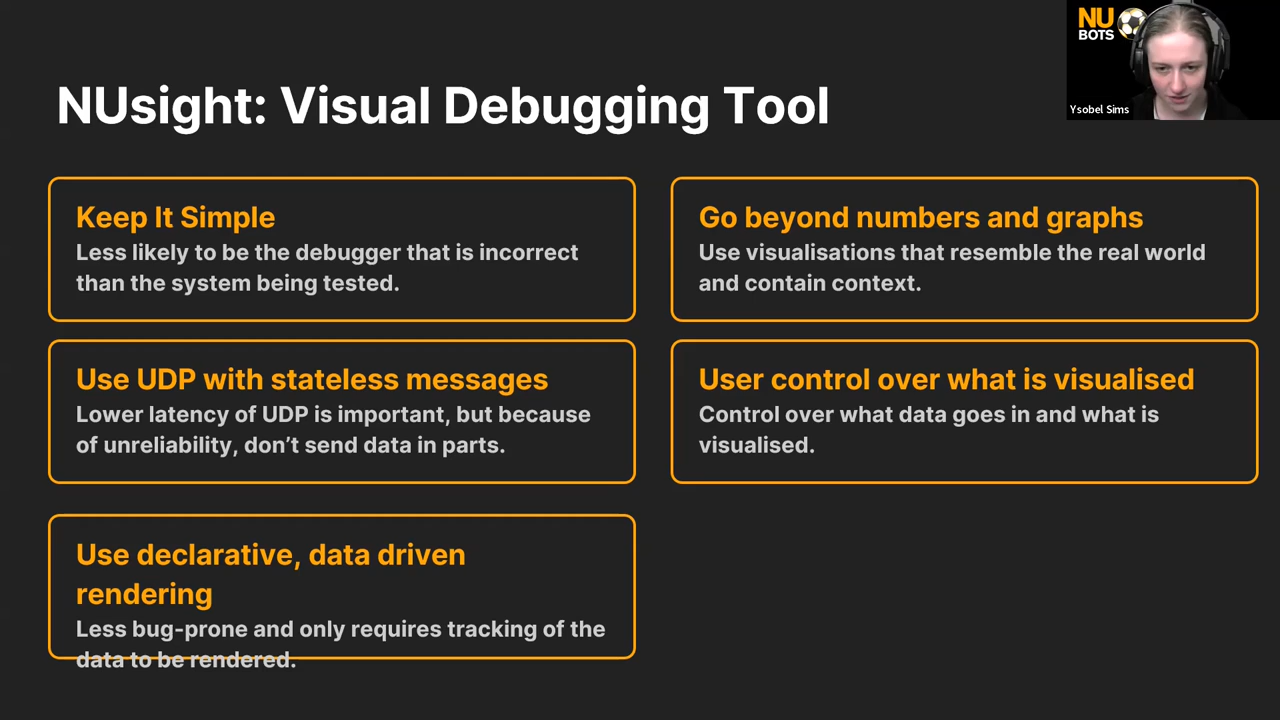 NUsight: Visual Debugging Tool
NU
BOTS
Ysobel Sims
Keep It Simple
Less likely to be the debugger that is incorrect
than the system being tested.
Go beyond numbers and graphs
Use visualisations that resemble the real world
and contain context.
Use UDP with stateless messages
Lower latency of UDP is important, but because
of unreliability, don’t send data in parts.
User control over what is visualised
Control over what data goes in and what is
visualised.
Use declarative, data driven
rendering
Less bug-prone and only requires tracking of the
data to be rendered.